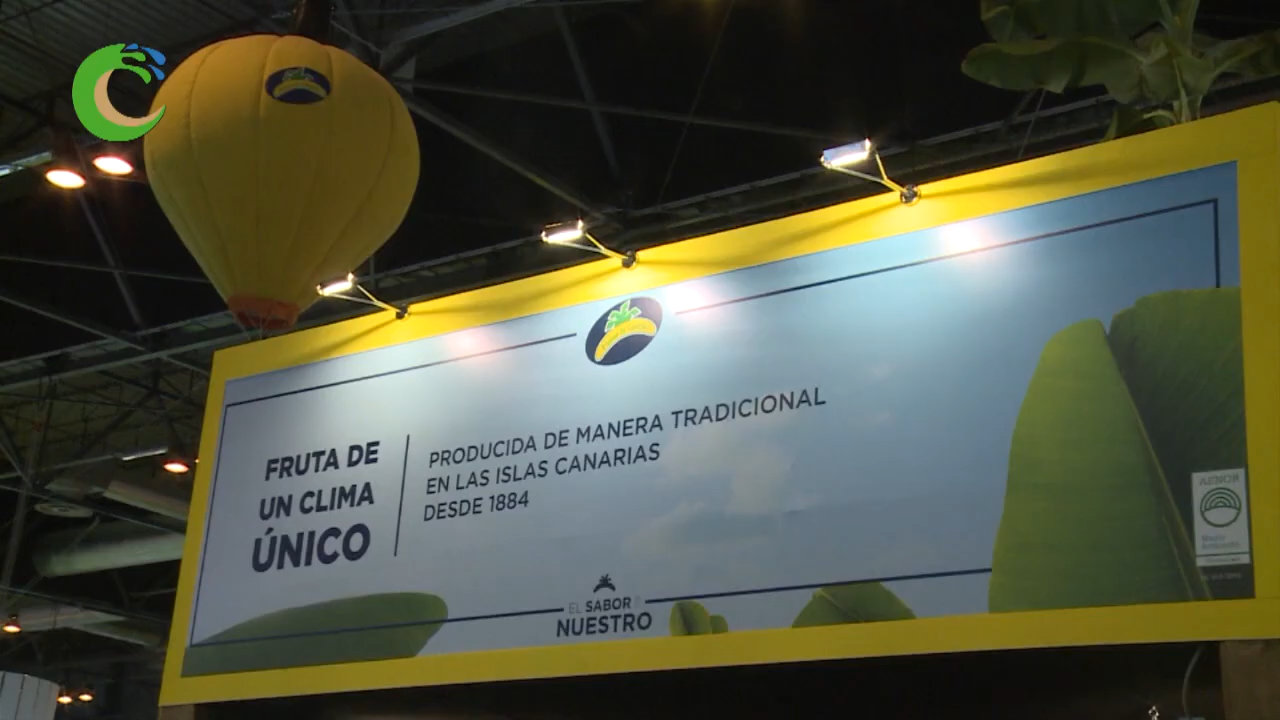 FRUTA DE
UN CLIMA
ÚNICO
PRODUCIDA DE MANERA TRADICIONAL
EN LAS ISLAS CANARIAS
DESDE 1884
EL SABOR
NUESTRO
AENOR